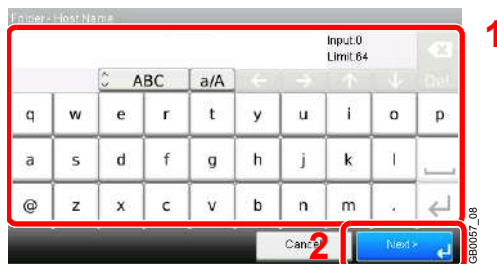 Folder - Host Name
1
Input:0
Limit:64
ABC a/A Del
q w e r t y u i o p
a s d f g h j k l
@ z x c v b n m .
2
Cancel Next >
GB0057_08